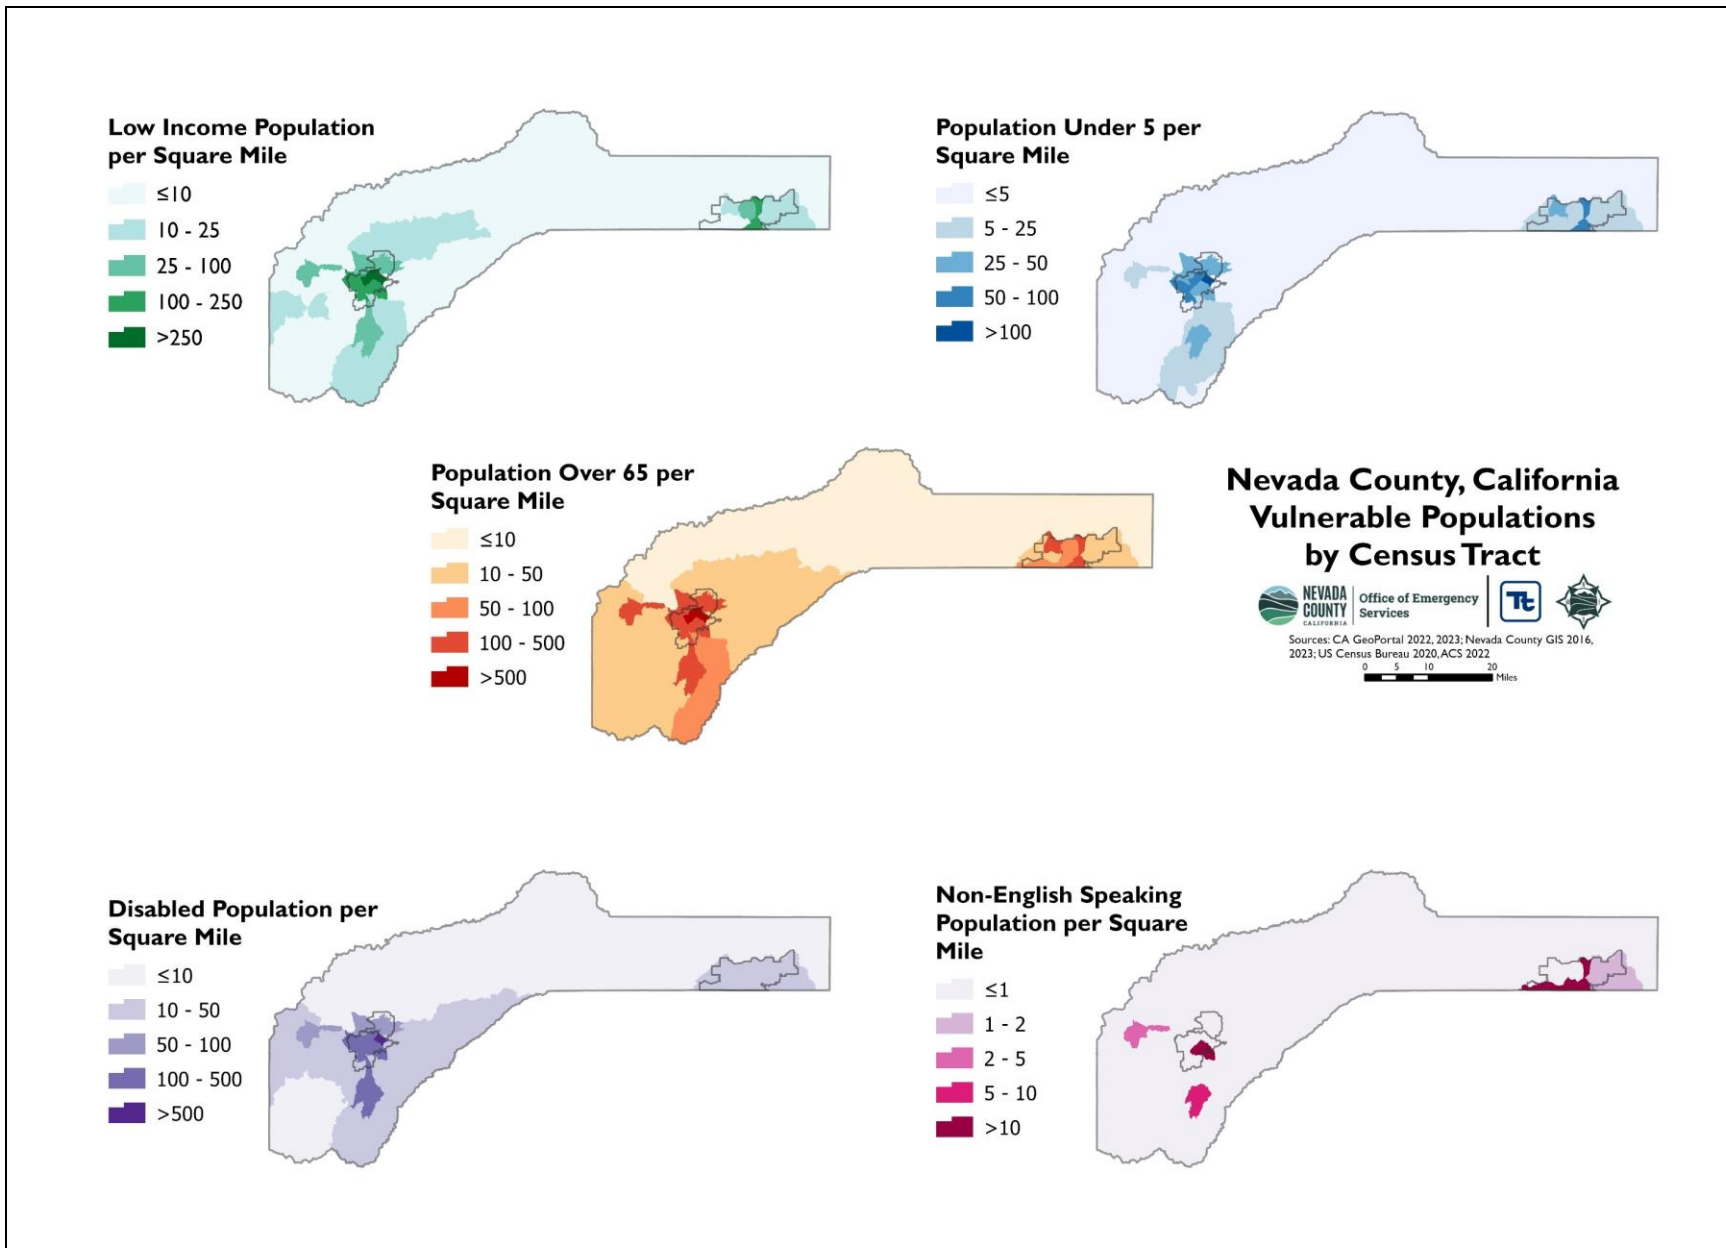 Low Income Population
per Square Mile
≤10
10 - 25
25 - 100
100 - 250
>250
Population Under 5 per
Square Mile
≤5
5 - 25
25 - 50
50 - 100
>100
Population Over 65 per
Square Mile
≤10
10 - 50
50 - 100
100 - 500
>500
Nevada County, California
Vulnerable Populations
by Census Tract
NEVADA
COUNTY
CALIFORNIA
Office of Emergency
Services
Tt
Sources: CA GeoPortal 2022, 2023; Nevada County GIS 2016,
2023; US Census Bureau 2020, ACS 2022
0 5 10 20
Miles
Disabled Population per
Square Mile
≤10
10 - 50
50 - 100
100 - 500
>500
Non-English Speaking
Population per Square
Mile
≤1
1 - 2
2 - 5
5 - 10
>10